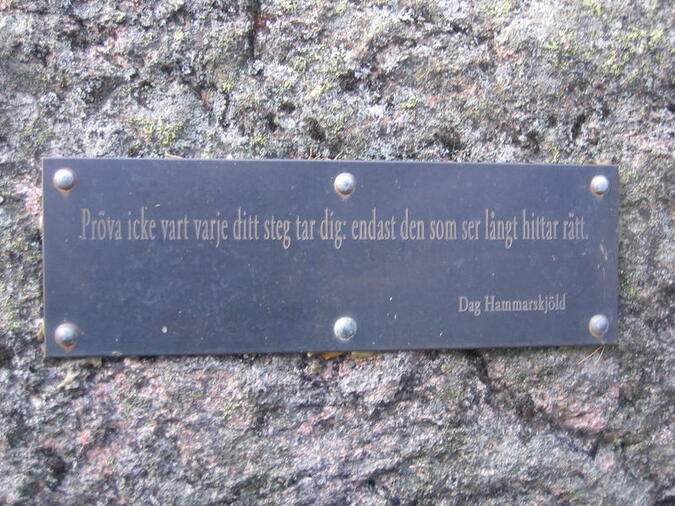 Pröva icke vart varje ditt steg tar dig: endast den som ser långt hittar rätt.
Dag Hammarskjöld